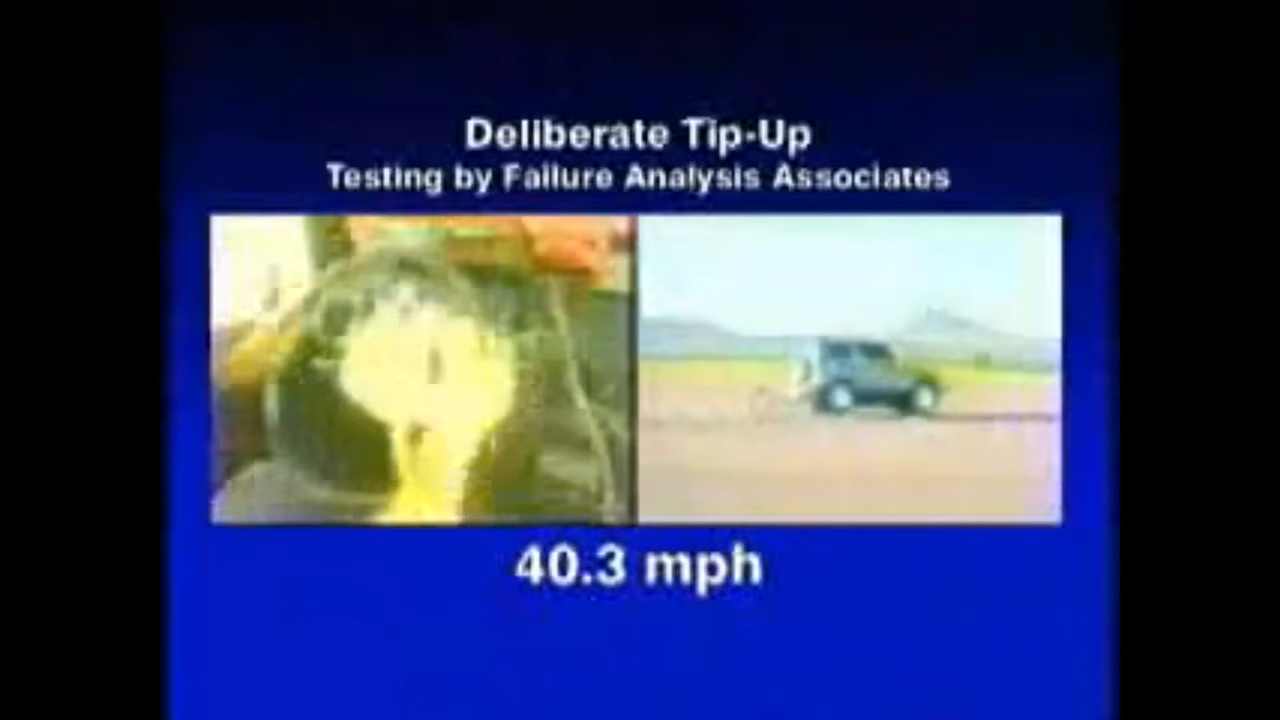 Deliberate Tip-Up
Testing by Failure Analysis Associates
40.3 mph